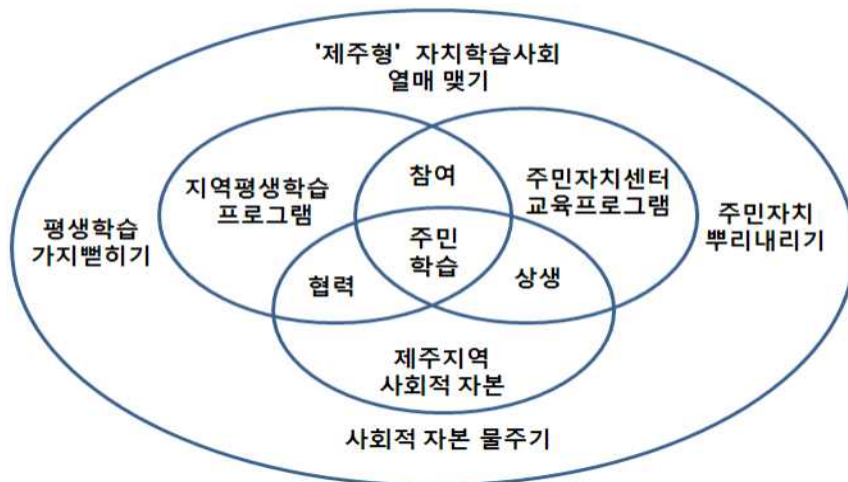 '제주형' 자치학습사회
열매 맺기
지역평생학습
프로그램
참여
주민자치센터
교육프로그램
평생학습
가지뻗히기
주민
학습
주민자치
뿌리내리기
협력
상생
제주지역
사회적 자본
사회적 자본 물주기